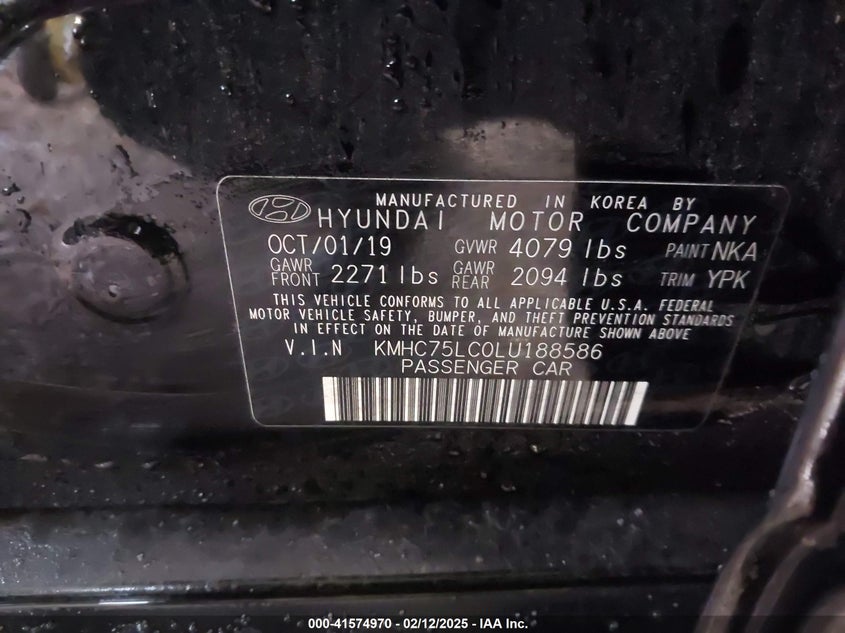 MANUFACTURED IN KOREA BY
HYUNDAI MOTOR COMPANY
OCT/01/19 GVWR 4079 lbs PAINT NKA
GAWR FRONT 2271 lbs GAWR REAR 2094 lbs TRIM YPK
THIS VEHICLE CONFORMS TO ALL APPLICABLE U.S.A. FEDERAL
MOTOR VEHICLE SAFETY, BUMPER, AND THEFT PREVENTION STANDARDS
IN EFFECT ON THE DATE OF MANUFACTURE SHOWN ABOVE
V.I.N KMHC75LC0LU188586
PASSENGER CAR
000-41574970 - 02/12/2025 - IAA Inc.